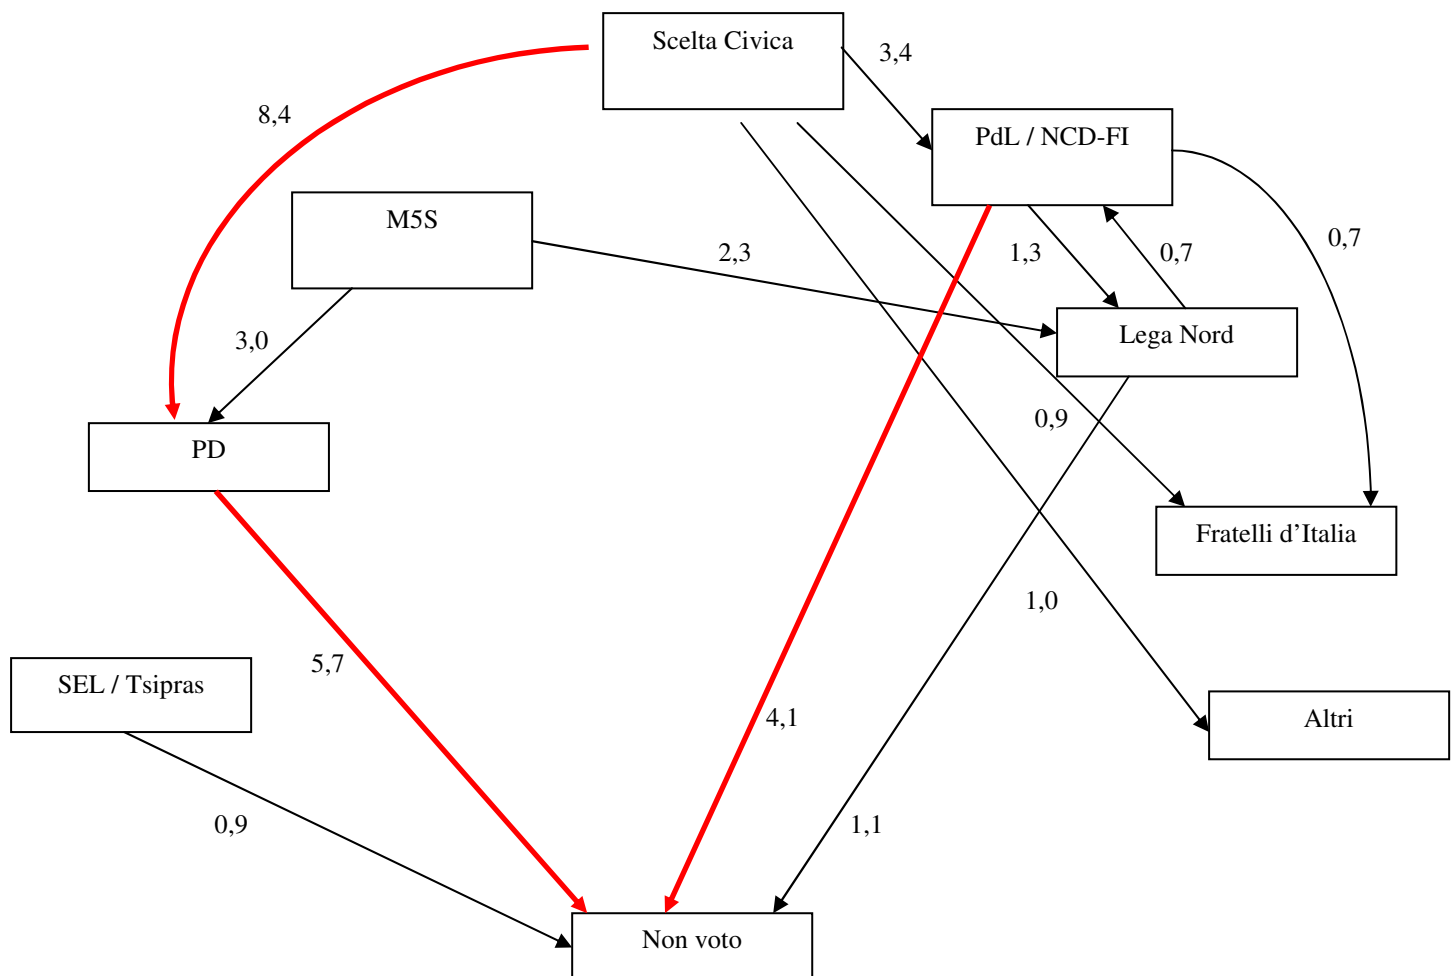 Scelta Civica
3,4
8,4
PdL / NCD-FI
M5S
2,3
1,3
0,7
0,7
3,0
Lega Nord
0,9
PD
Fratelli d’Italia
1,0
5,7
SEL / Tsipras
4,1
Altri
0,9
1,1
Non voto